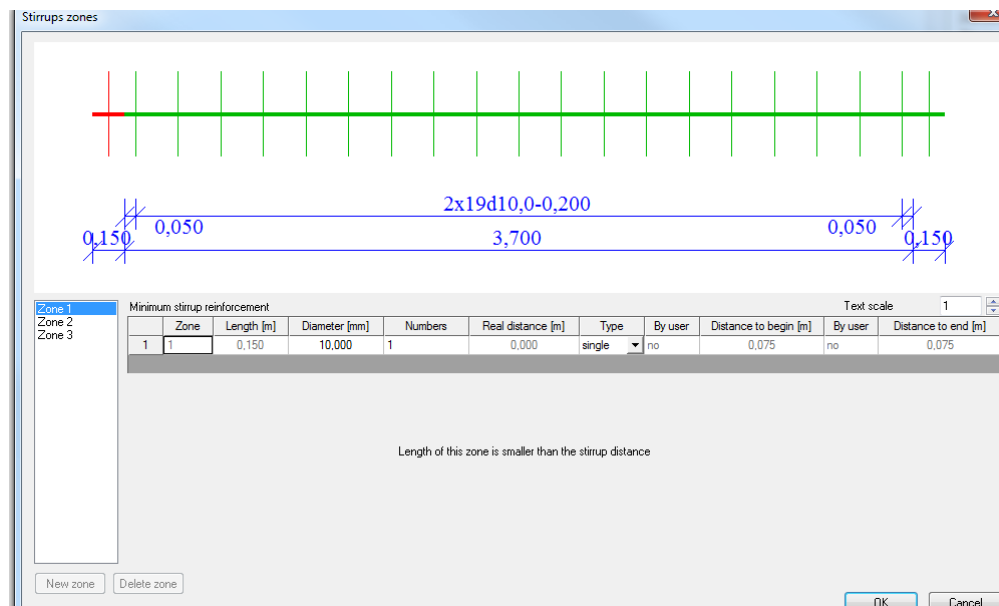 Stirrups zones
2x19d10,0-0,200
0,050 0,050
0,150 3,700 0,150
Zone 1
Zone 2
Zone 3
Minimum stirrup reinforcement Text scale 1
Zone Length [m] Diameter [mm] Numbers Real distance [m] Type By user Distance to begin [m] By user Distance to end [m]
1 1 0,150 10,000 1 0,000 single no 0,075 no 0,075
Length of this zone is smaller than the stirrup distance
New zone Delete zone
OK Cancel